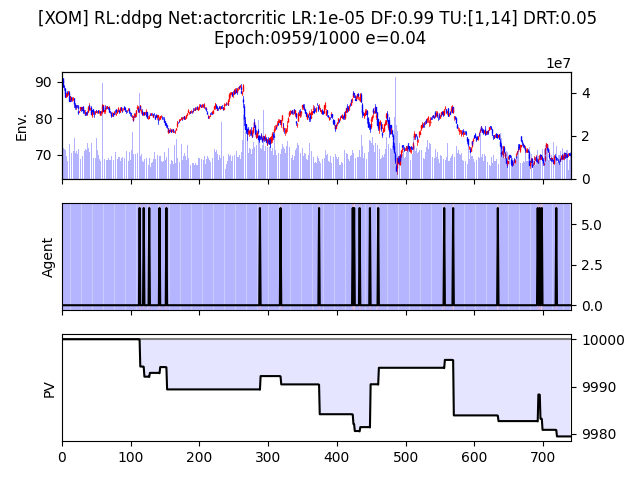 [XOM] RL:ddpg Net:actorcritic LR:1e-05 DF:0.99 TU:[1,14] DRT:0.05
Epoch:0959/1000 e=0.04
1e7
Env.
90
80
70
4
2
0
Agent
5.0
2.5
0.0
PV
10000
9990
9980
0 100 200 300 400 500 600 700